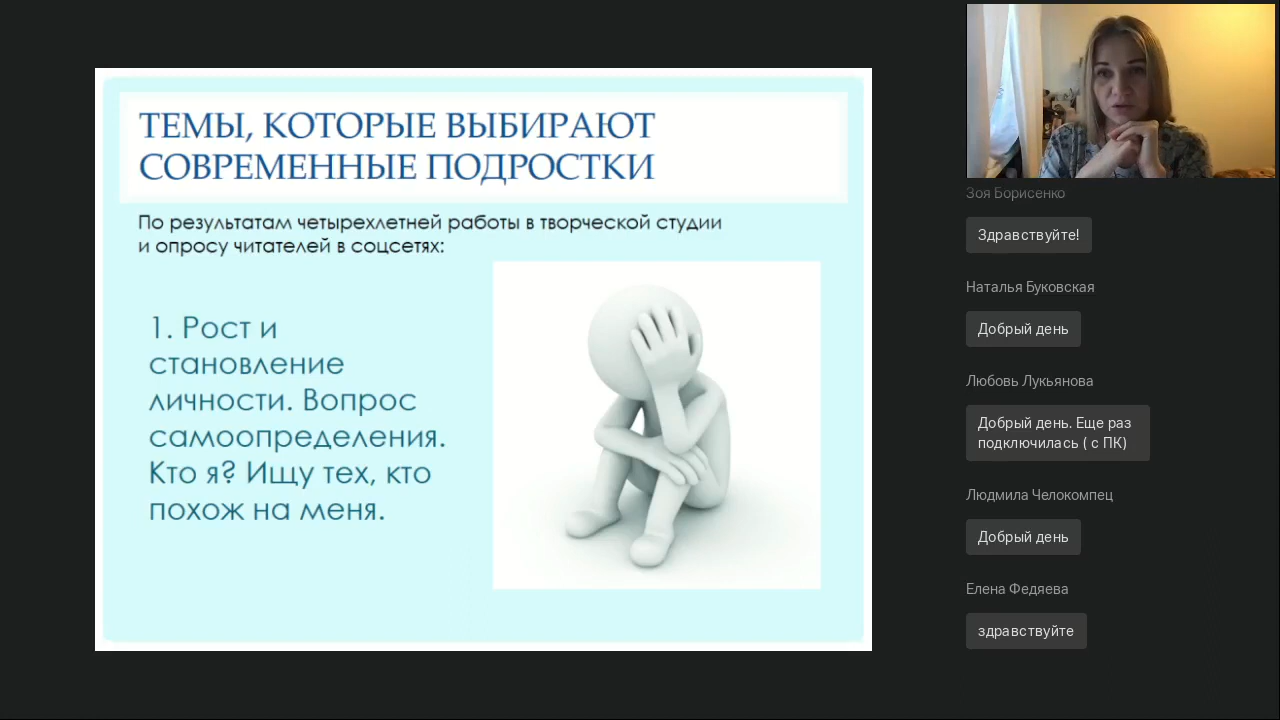 ТЕМЫ, КОТОРЫЕ ВЫБИРАЮТ
СОВРЕМЕННЫЕ ПОДРОСТКИ
По результатам четырехлетней работы в творческой студии
и опросу читателей в соцсетях:
1. Рост и
становление
личности. Вопрос
самоопределения.
Кто я? Ищу тех, кто
похож на меня.
Зоя Борисенко
Здравствуйте!
Наталья Буковская
Добрый день
Любовь Лукьянова
Добрый день. Еще раз
подключилась ( с ПК)
Людмила Челокомпец
Добрый день
Елена Федяева
здравствуйте